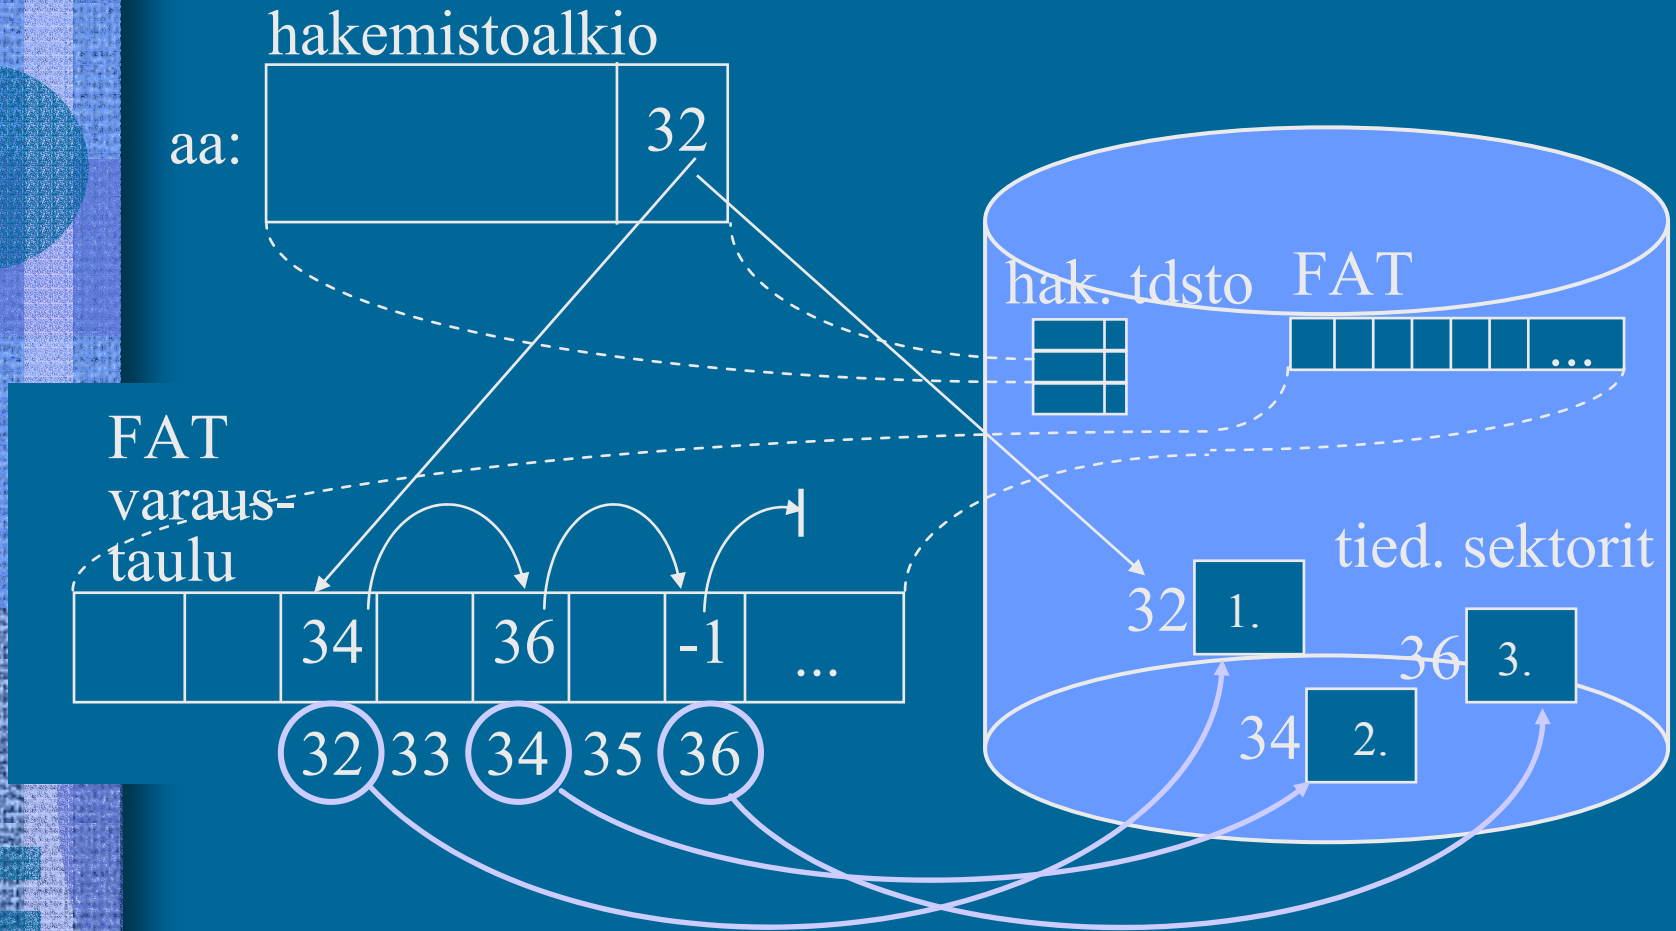 hakemistoalkio
aa:
32
hak. tdsto
FAT
...
FAT
varaus-
taulu
34 36 -1 ...
32 33 34 35 36
tied. sektorit
32 1.
36 3.
34 2.